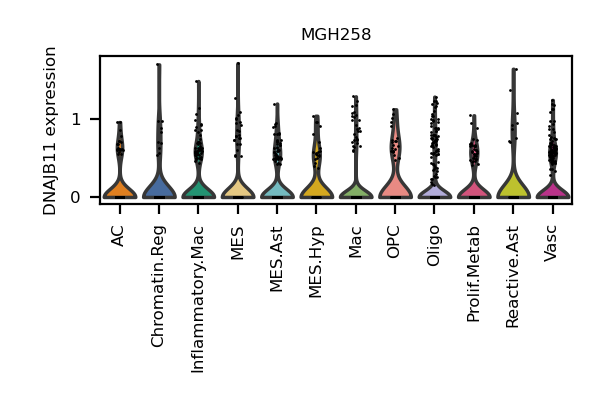 MGH258
DNAJB11 expression
1
0
AC
Chromatin.Reg
Inflammatory.Mac
MES
MES.Ast
MES.Hyp
Mac
OPC
Oligo
Prolif.Metab
Reactive.Ast
Vasc